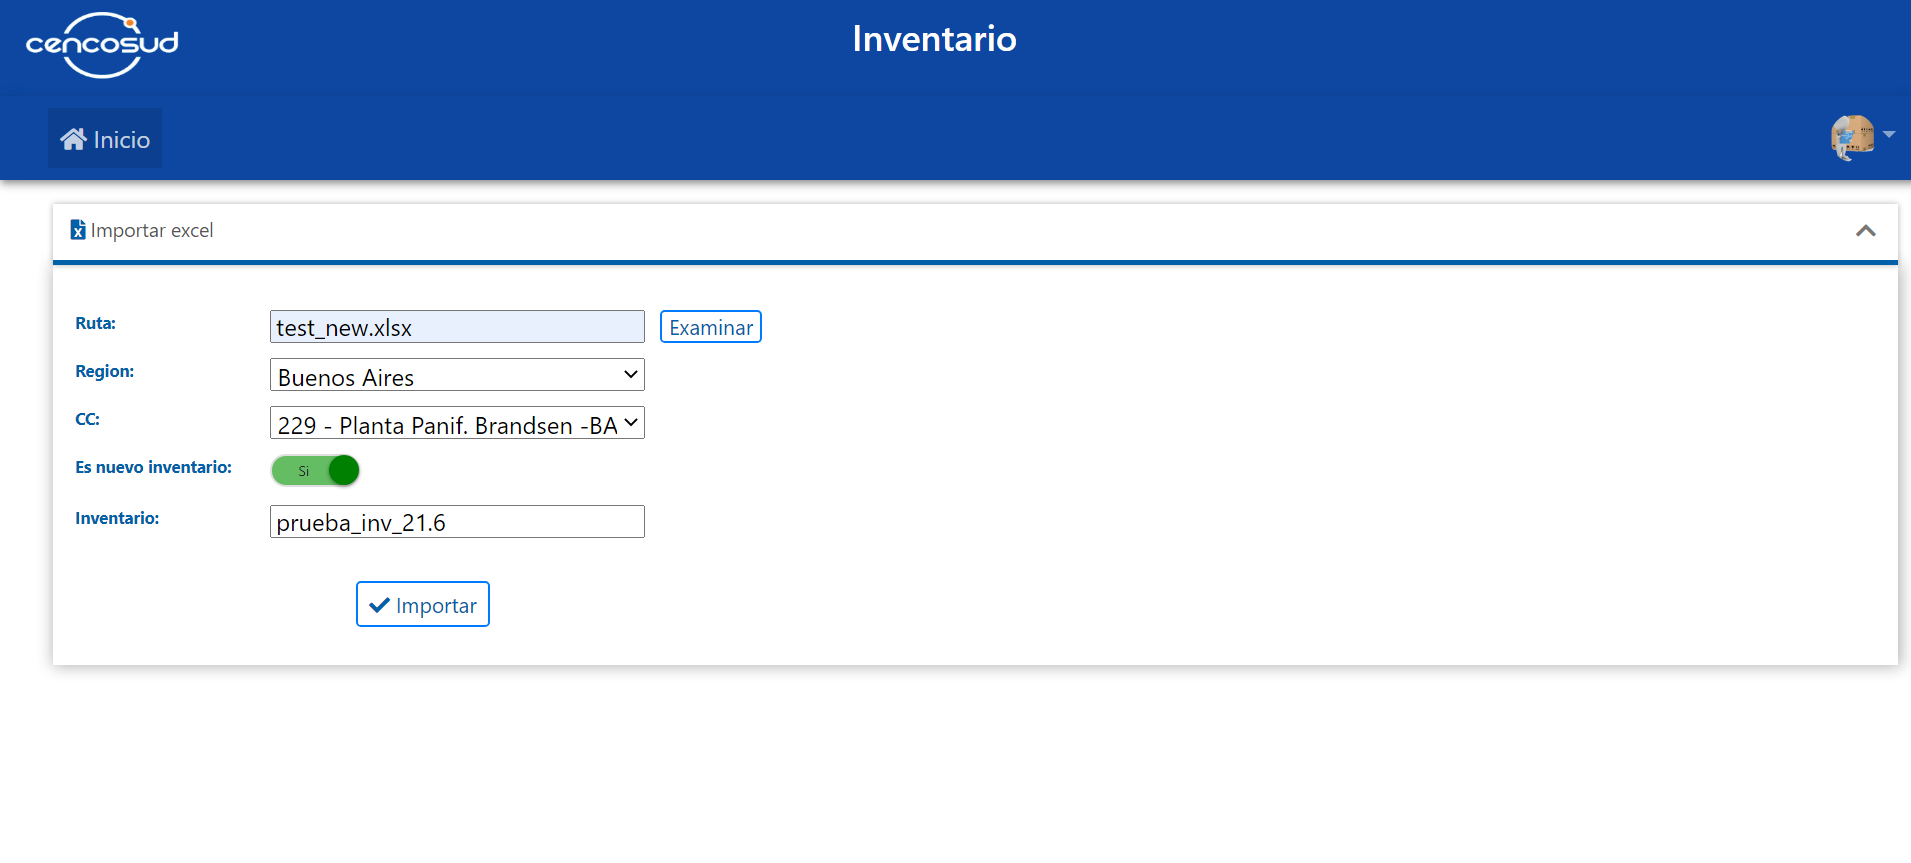 cencosud
Inventario
Inicio
Importar excel
Ruta: test_new.xlsx Examinar
Region: Buenos Aires
CC: 229 - Planta Panif. Brandsen -BA
Es nuevo inventario: Si
Inventario: prueba_inv_21.6
Importar